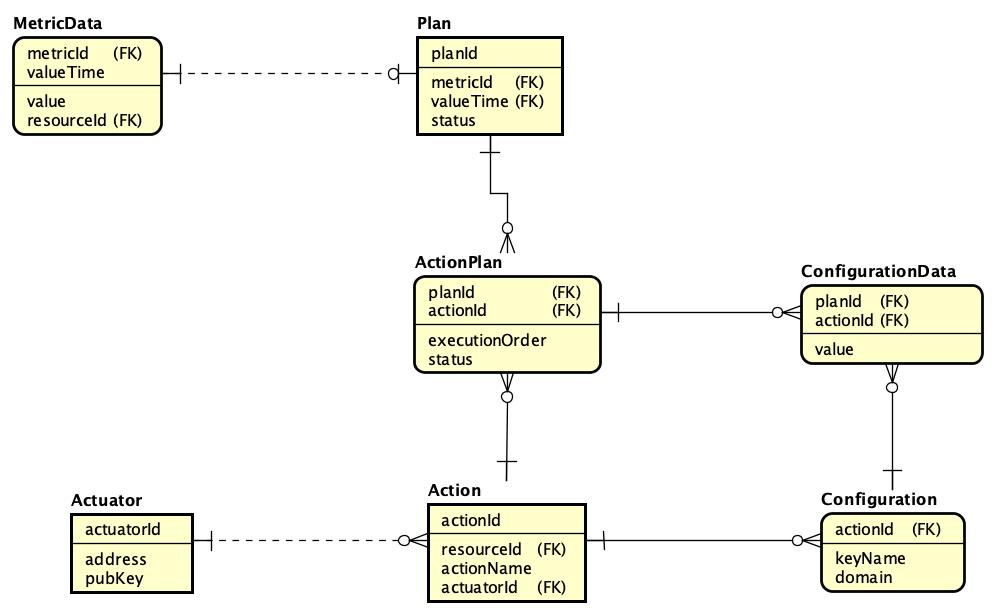 MetricData
metricId (FK)
valueTime
value
resourceId (FK)
Plan
planId
metricId (FK)
valueTime (FK)
status
ActionPlan
planId (FK)
actionId (FK)
executionOrder
status
ConfigurationData
planId (FK)
actionId (FK)
value
Actuator
actuatorId
address
pubKey
Action
actionId
resourceId (FK)
actionName
actuatorId (FK)
Configuration
actionId (FK)
keyName
domain